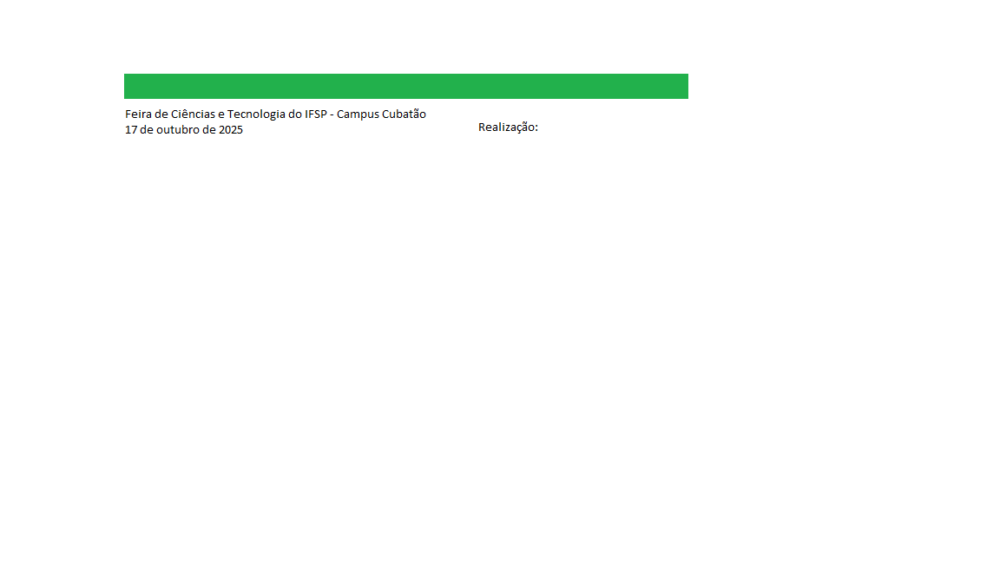 Feira de Ciências e Tecnologia do IFSP - Campus Cubatão
17 de outubro de 2025
Realização: